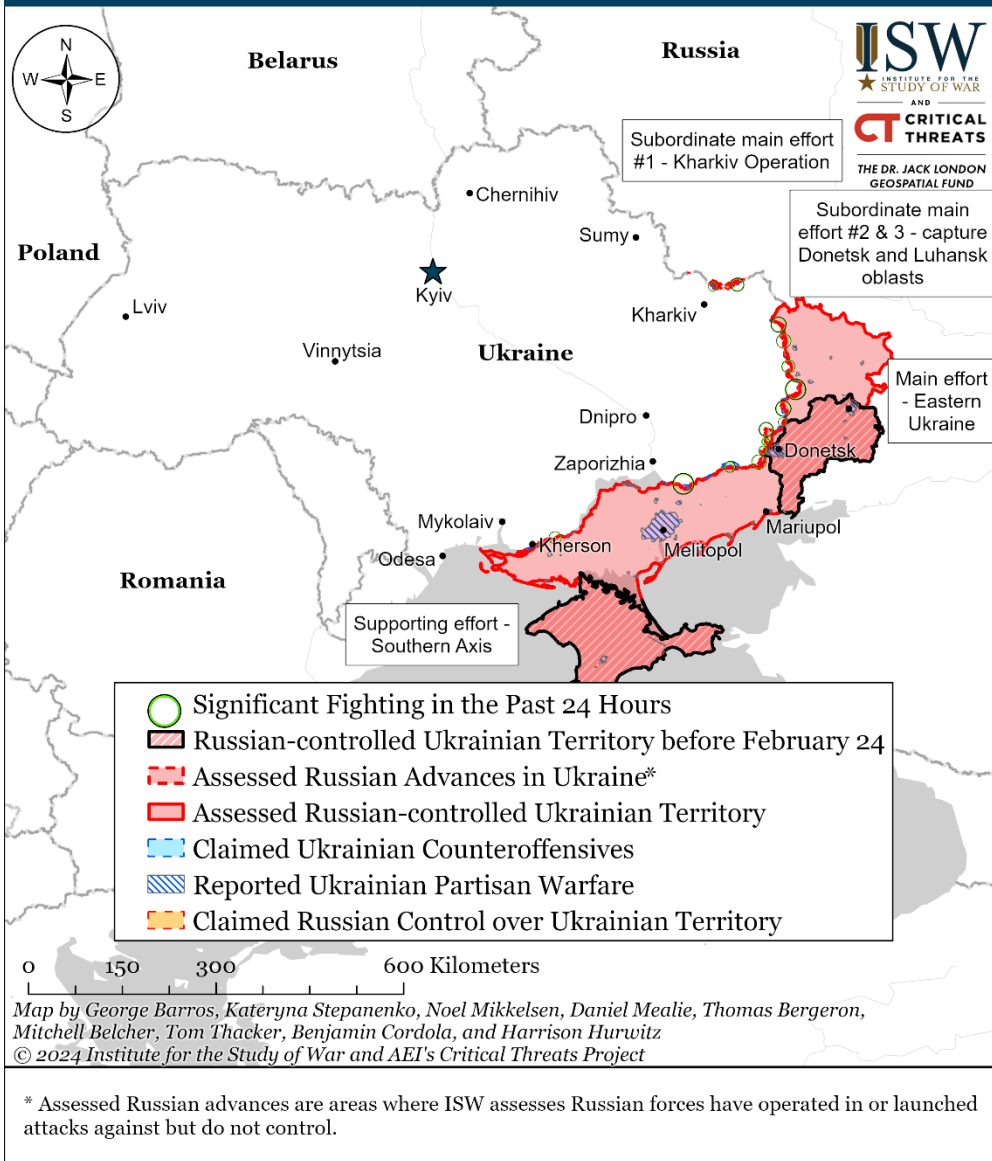 N
W E
S
Belarus
Russia
ISW
INSTITUTE FOR THE
STUDY OF WAR
AND
CT CRITICAL
THREATS
THE DR. JACK LONDON
GEOSPATIAL FUND
Subordinate main effort
#1 - Kharkiv Operation
Subordinate main
effort #2 & 3 - capture
Donetsk and Luhansk
oblasts
Chernihiv
Sumy
Poland
Kyiv
Lviv
Kharkiv
Vinnytsia
Ukraine
Main effort
- Eastern
Ukraine
Dnipro
Donetsk
Zaporizhia
Mykolaiv
Mariupol
Kherson
Melitopol
Odesa
Romania
Supporting effort -
Southern Axis
Significant Fighting in the Past 24 Hours
Russian-controlled Ukrainian Territory before February 24
Assessed Russian Advances in Ukraine*
Assessed Russian-controlled Ukrainian Territory
Claimed Ukrainian Counteroffensives
Reported Ukrainian Partisan Warfare
Claimed Russian Control over Ukrainian Territory
0 150 300 600 Kilometers
Map by George Barros, Kateryna Stepanenko, Noel Mikkelsen, Daniel Mealie, Thomas Bergeron,
Mitchell Belcher, Tom Thacker, Benjamin Cordola, and Harrison Hurwitz
© 2024 Institute for the Study of War and AEI's Critical Threats Project
* Assessed Russian advances are areas where ISW assesses Russian forces have operated in or launched
attacks against but do not control.